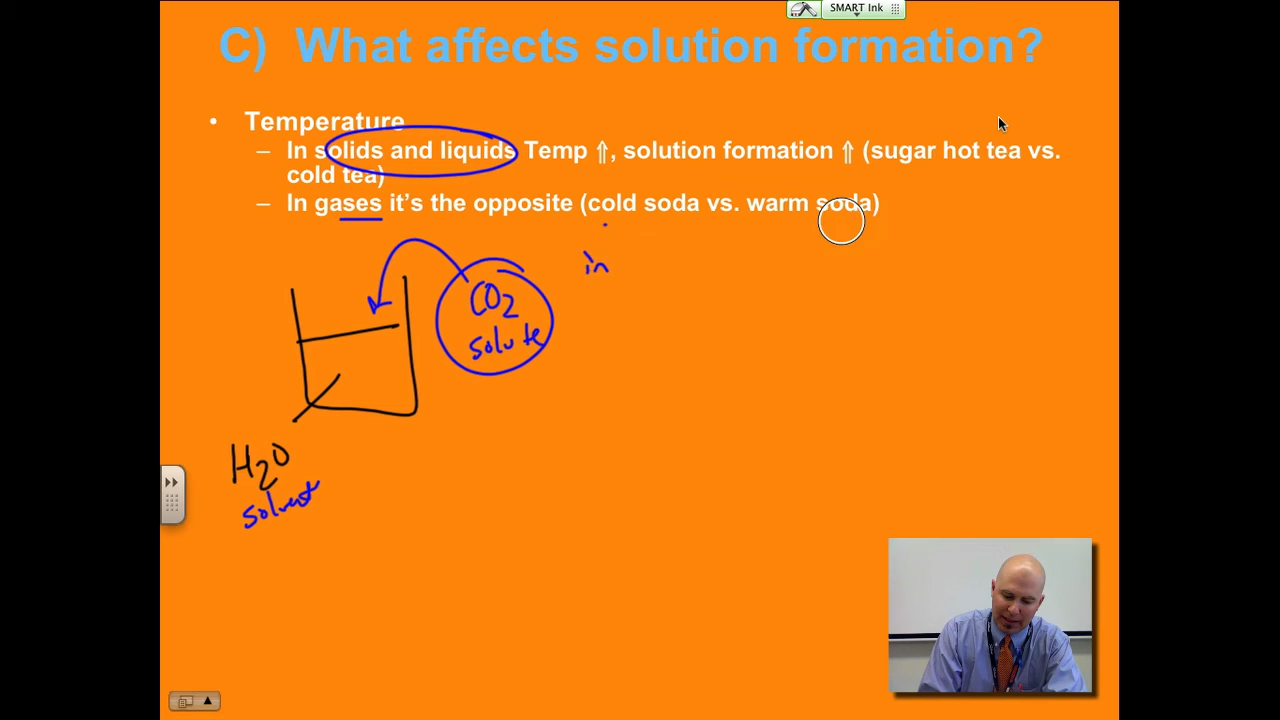 SMART Ink
C) What affects solution formation?
• Temperature
– In solids and liquids Temp ⇑, solution formation ⇑ (sugar hot tea vs.
cold tea)
– In gases it's the opposite (cold soda vs. warm soda)
in
CO2
solute
H2O
solvent